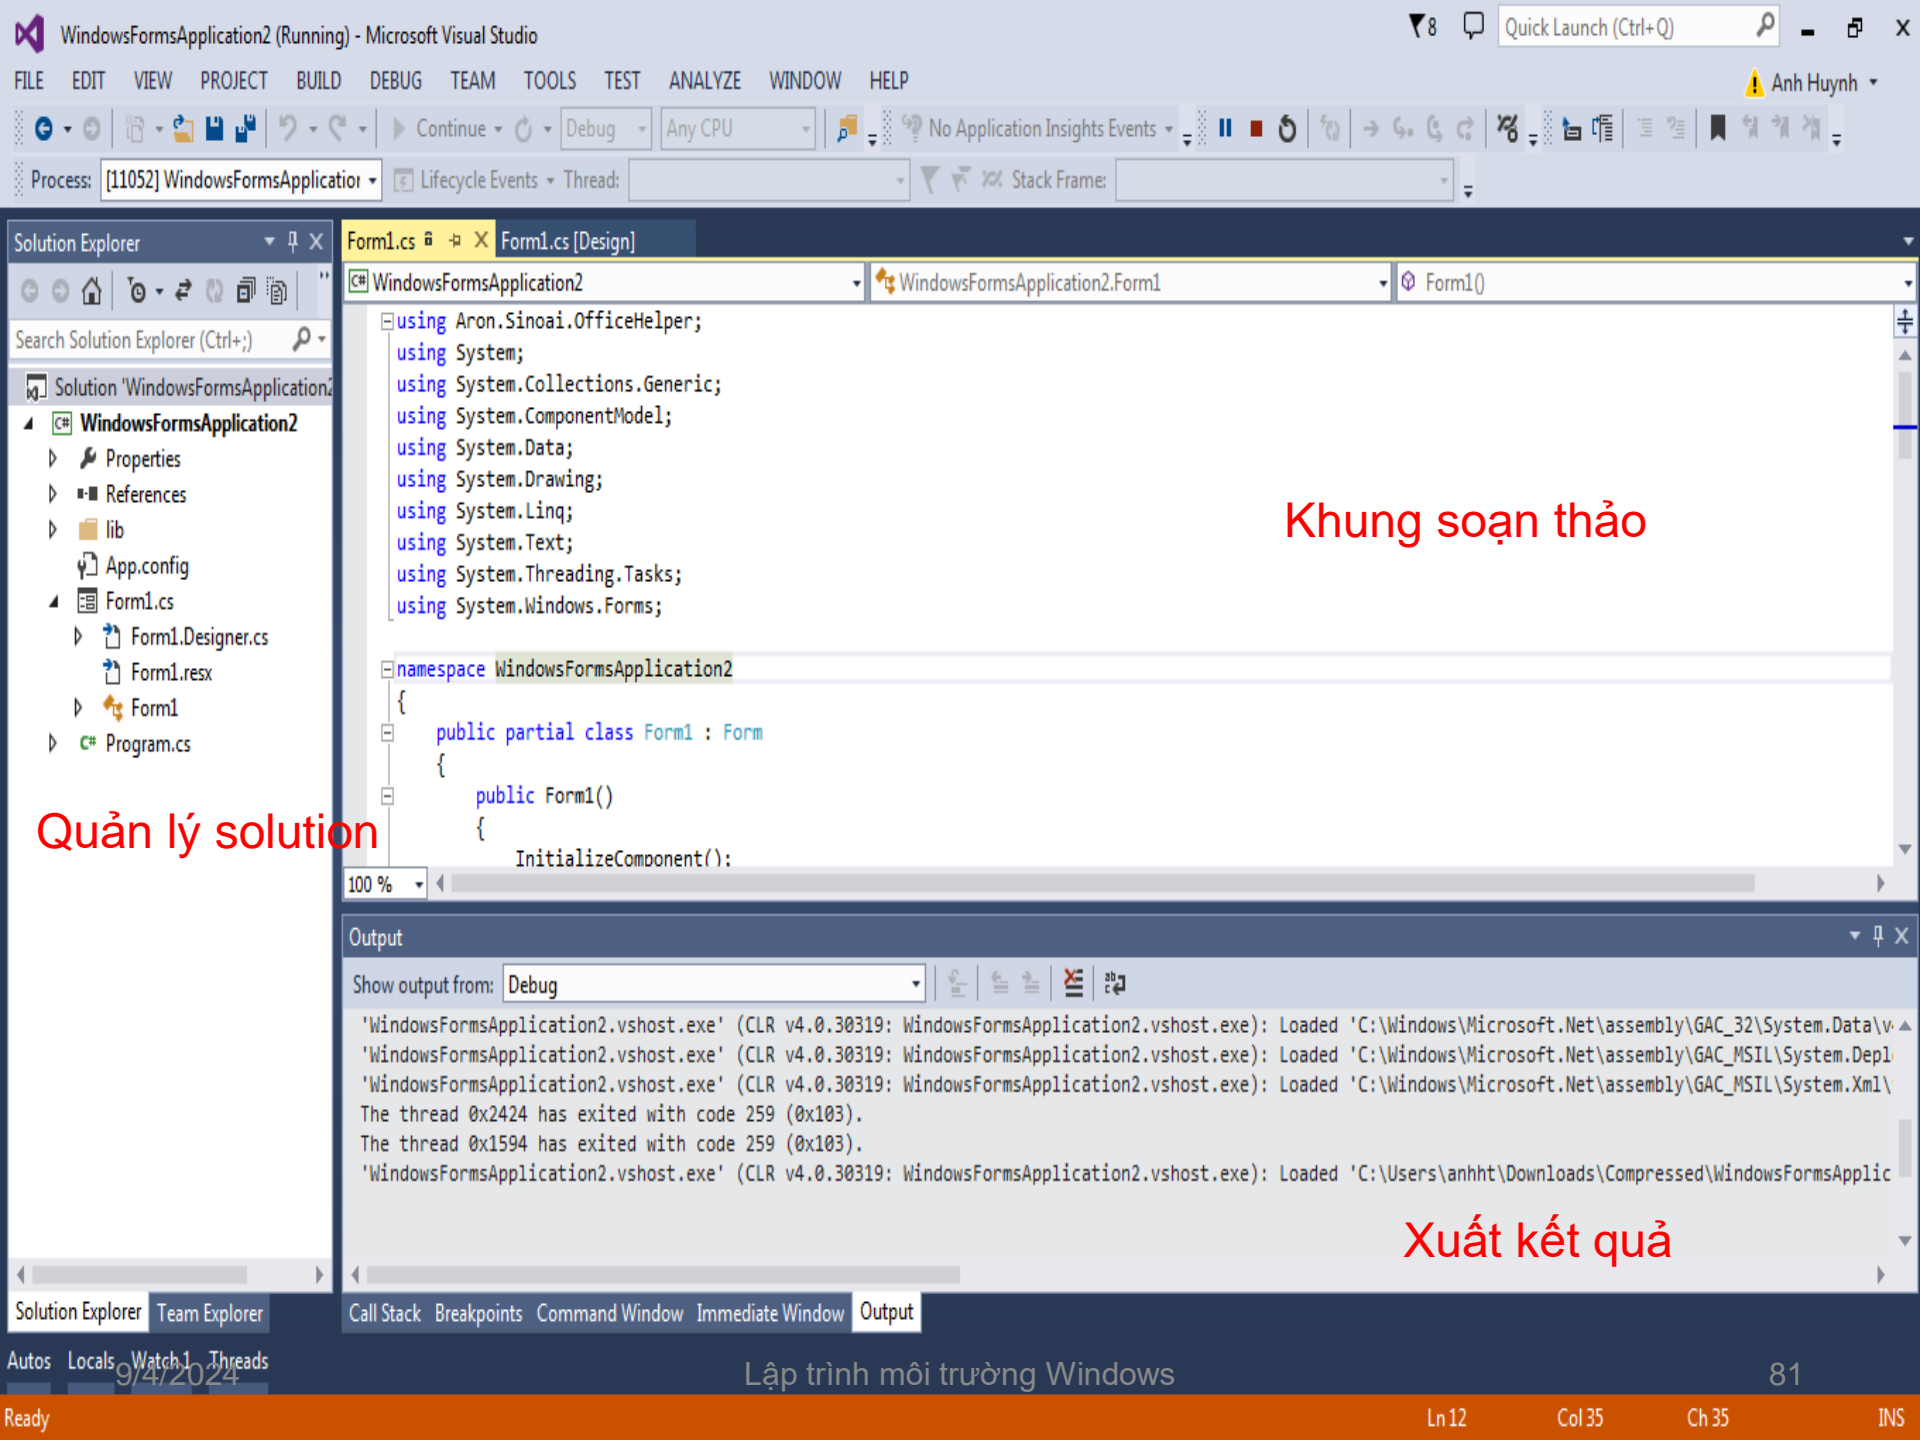 WindowsFormsApplication2 (Running) - Microsoft Visual Studio
8
Quick Launch (Ctrl+Q)
FILE EDIT VIEW PROJECT BUILD DEBUG TEAM TOOLS TEST ANALYZE WINDOW HELP
Anh Huynh
Continue Debug Any CPU No Application Insights Events
Process: [11052] WindowsFormsApplication Lifecycle Events Thread: Stack Frame:
Solution Explorer
Search Solution Explorer (Ctrl+;)
Solution 'WindowsFormsApplication2
C# WindowsFormsApplication2
Properties
References
lib
App.config
Form1.cs
Form1.Designer.cs
Form1.resx
Form1
C# Program.cs
Quản lý solution
Form1.cs Form1.cs [Design]
C# WindowsFormsApplication2 WindowsFormsApplication2.Form1 Form1()
using Aron.Sinoai.OfficeHelper;
using System;
using System.Collections.Generic;
using System.ComponentModel;
using System.Data;
using System.Drawing;
using System.Linq;
using System.Text;
using System.Threading.Tasks;
using System.Windows.Forms;
namespace WindowsFormsApplication2
{
public partial class Form1 : Form
{
public Form1()
{
InitializeComponent();
Khung soạn thảo
100 %
Output
Show output from: Debug
'WindowsFormsApplication2.vshost.exe' (CLR v4.0.30319: WindowsFormsApplication2.vshost.exe): Loaded 'C:\Windows\Microsoft.Net\assembly\GAC_32\System.Data\v
'WindowsFormsApplication2.vshost.exe' (CLR v4.0.30319: WindowsFormsApplication2.vshost.exe): Loaded 'C:\Windows\Microsoft.Net\assembly\GAC_MSIL\System.Depl
'WindowsFormsApplication2.vshost.exe' (CLR v4.0.30319: WindowsFormsApplication2.vshost.exe): Loaded 'C:\Windows\Microsoft.Net\assembly\GAC_MSIL\System.Xml\
The thread 0x2424 has exited with code 259 (0x103).
The thread 0x1594 has exited with code 259 (0x103).
'WindowsFormsApplication2.vshost.exe' (CLR v4.0.30319: WindowsFormsApplication2.vshost.exe): Loaded 'C:\Users\anhht\Downloads\Compressed\WindowsFormsApplic
Xuất kết quả
Solution Explorer Team Explorer
Call Stack Breakpoints Command Window Immediate Window Output
Autos Locals Watch 1 Threads
9/4/2024 Lập trình môi trường Windows 81
Ready Ln 12 Col 35 Ch 35 INS